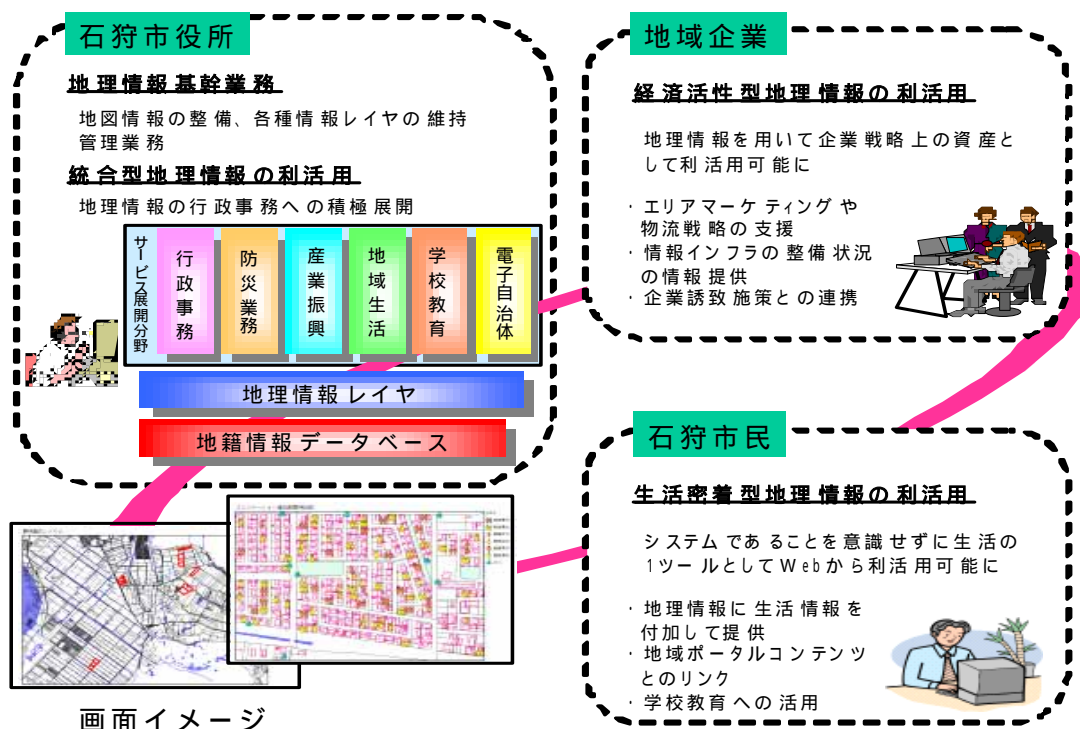 石狩市役所
地理情報基幹業務
地図情報の整備、各種情報レイヤの維持
管理業務
統合型地理情報の利活用
地理情報の行政事務への積極展開
サービス展開分野
行政事務
防災業務
産業振興
地域生活
学校教育
電子自治体
地理情報レイヤ
地籍情報データベース
画面イメージ
地域企業
経済活性型地理情報の利活用
地理情報を用いて企業戦略上の資産と
して利活用可能に
・エリアマーケティングや
物流戦略の支援
・情報インフラの整備状況
の情報提供
・企業誘致施策との連携
石狩市民
生活密着型地理情報の利活用
システムであることを意識せずに生活の
1ツールとしてWebから利活用可能に
・地理情報に生活情報を
付加して提供
・地域ポータルコンテンツ
とのリンク
・学校教育への活用